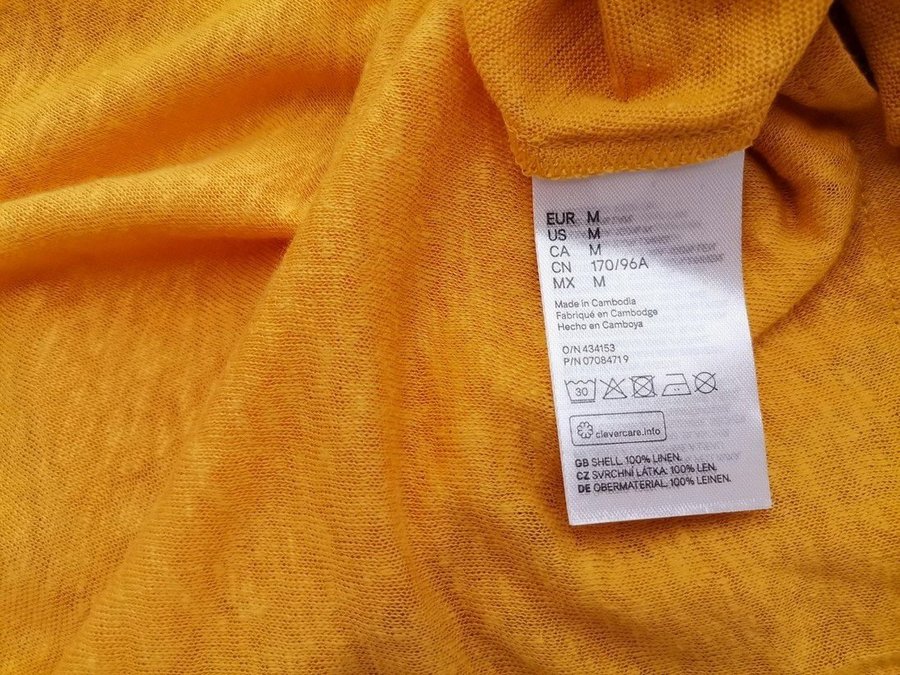 EUR M
US M
CA M
CN 170/96A
MX M
Made in Cambodia
Fabriqué en Cambodge
Hecho en Camboya
O/N 434153
P/N 07084719
30
clevercare.info
GB SHELL. 100% LINEN.
CZ SVRCHNÍ LÁTKA: 100% LEN.
DE OBERMATERIAL. 100% LEINEN.